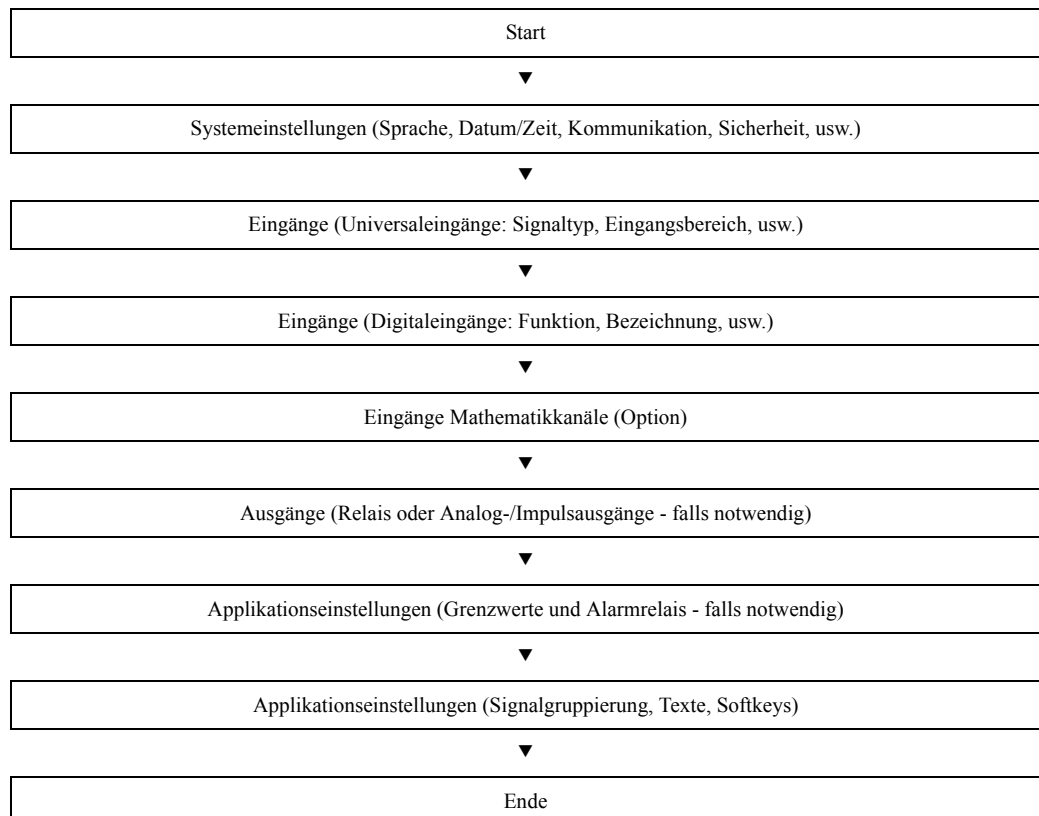 Start
Systemeinstellungen (Sprache, Datum/Zeit, Kommunikation, Sicherheit, usw.)
Eingänge (Universaleingänge: Signaltyp, Eingangsbereich, usw.)
Eingänge (Digitaleingänge: Funktion, Bezeichnung, usw.)
Eingänge Mathematikkanäle (Option)
Ausgänge (Relais oder Analog-/Impulsausgänge - falls notwendig)
Applikationseinstellungen (Grenzwerte und Alarmrelais - falls notwendig)
Applikationseinstellungen (Signalgruppierung, Texte, Softkeys)
Ende